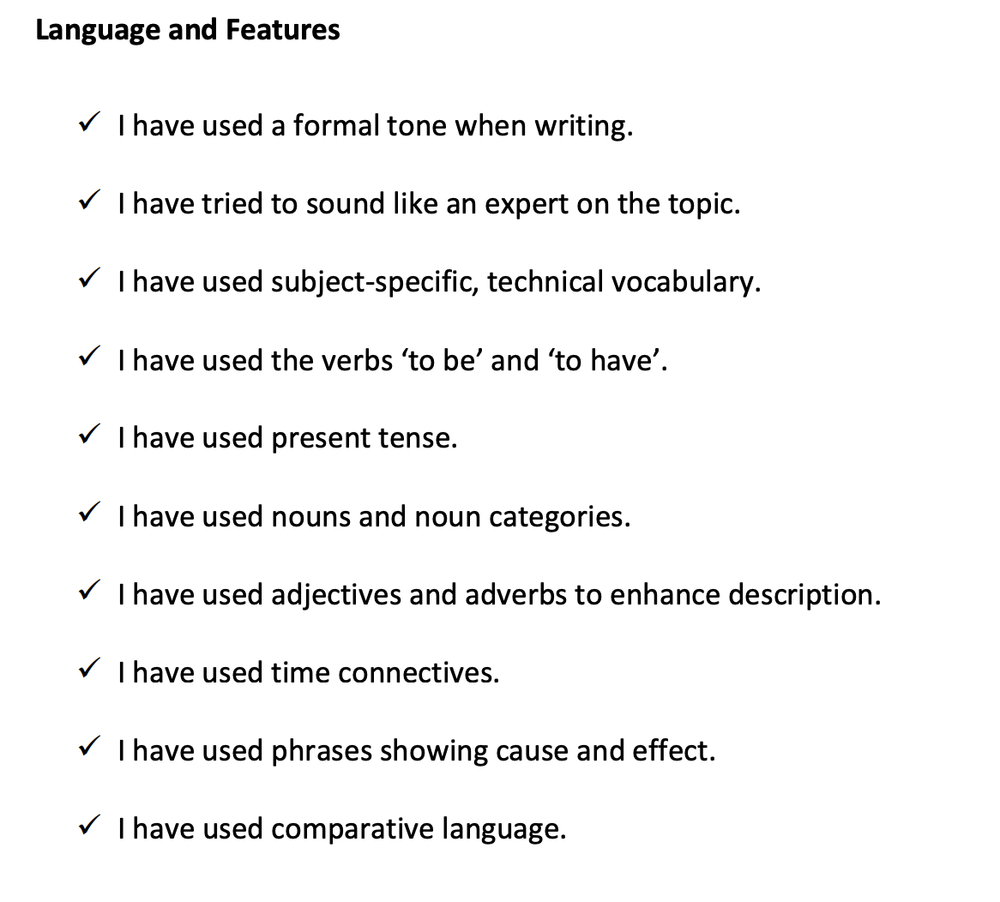 Language and Features
✓ I have used a formal tone when writing.
✓ I have tried to sound like an expert on the topic.
✓ I have used subject-specific, technical vocabulary.
✓ I have used the verbs ‘to be’ and ‘to have’.
✓ I have used present tense.
✓ I have used nouns and noun categories.
✓ I have used adjectives and adverbs to enhance description.
✓ I have used time connectives.
✓ I have used phrases showing cause and effect.
✓ I have used comparative language.